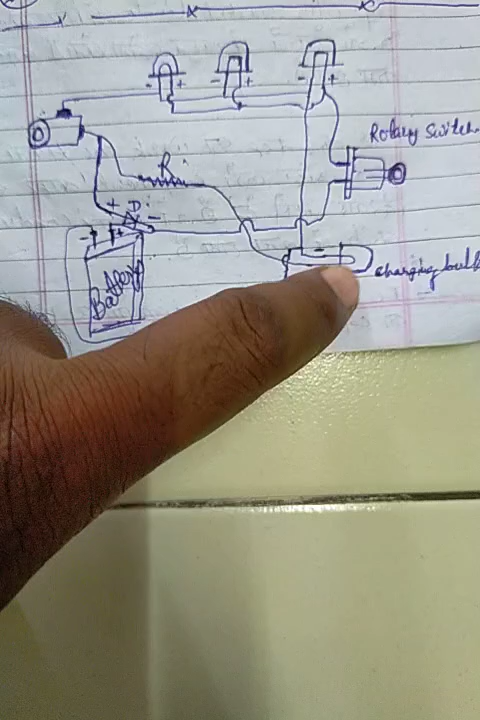 - + - + - +
Rotary Switch
R
+ D -
- +
Battery
-
charging bulb